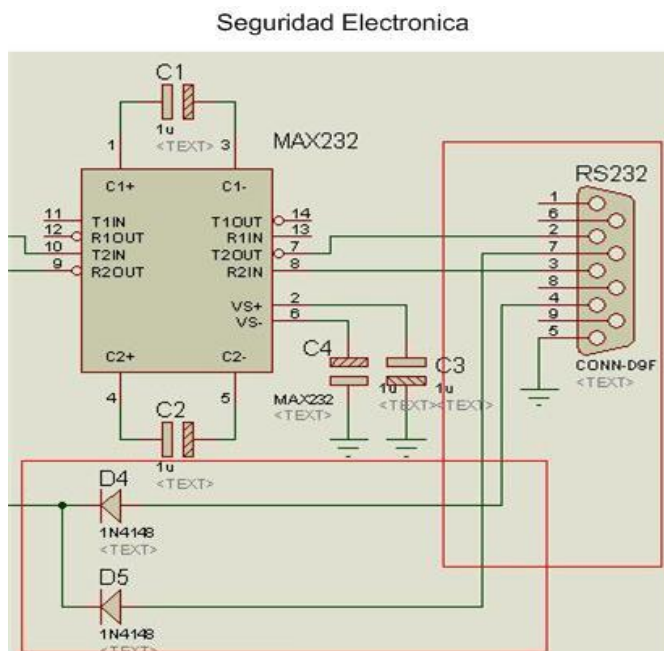 Seguridad Electronica
C1
1u
<TEXT>
1
3
MAX232
C1+
C1-
11
T1IN
T1OUT
14
12
R1OUT
R1IN
13
10
T2IN
T2OUT
7
9
R2OUT
R2IN
8
VS+
2
VS-
6
C2+
C2-
4
5
C2
1u
<TEXT>
C4
MAX232
<TEXT>
1u
C3
1u
<TEXT>
<TEXT>
RS232
1
6
2
7
3
8
4
9
5
CONN-D9F
<TEXT>
D4
1N4148
<TEXT>
D5
1N4148
<TEXT>